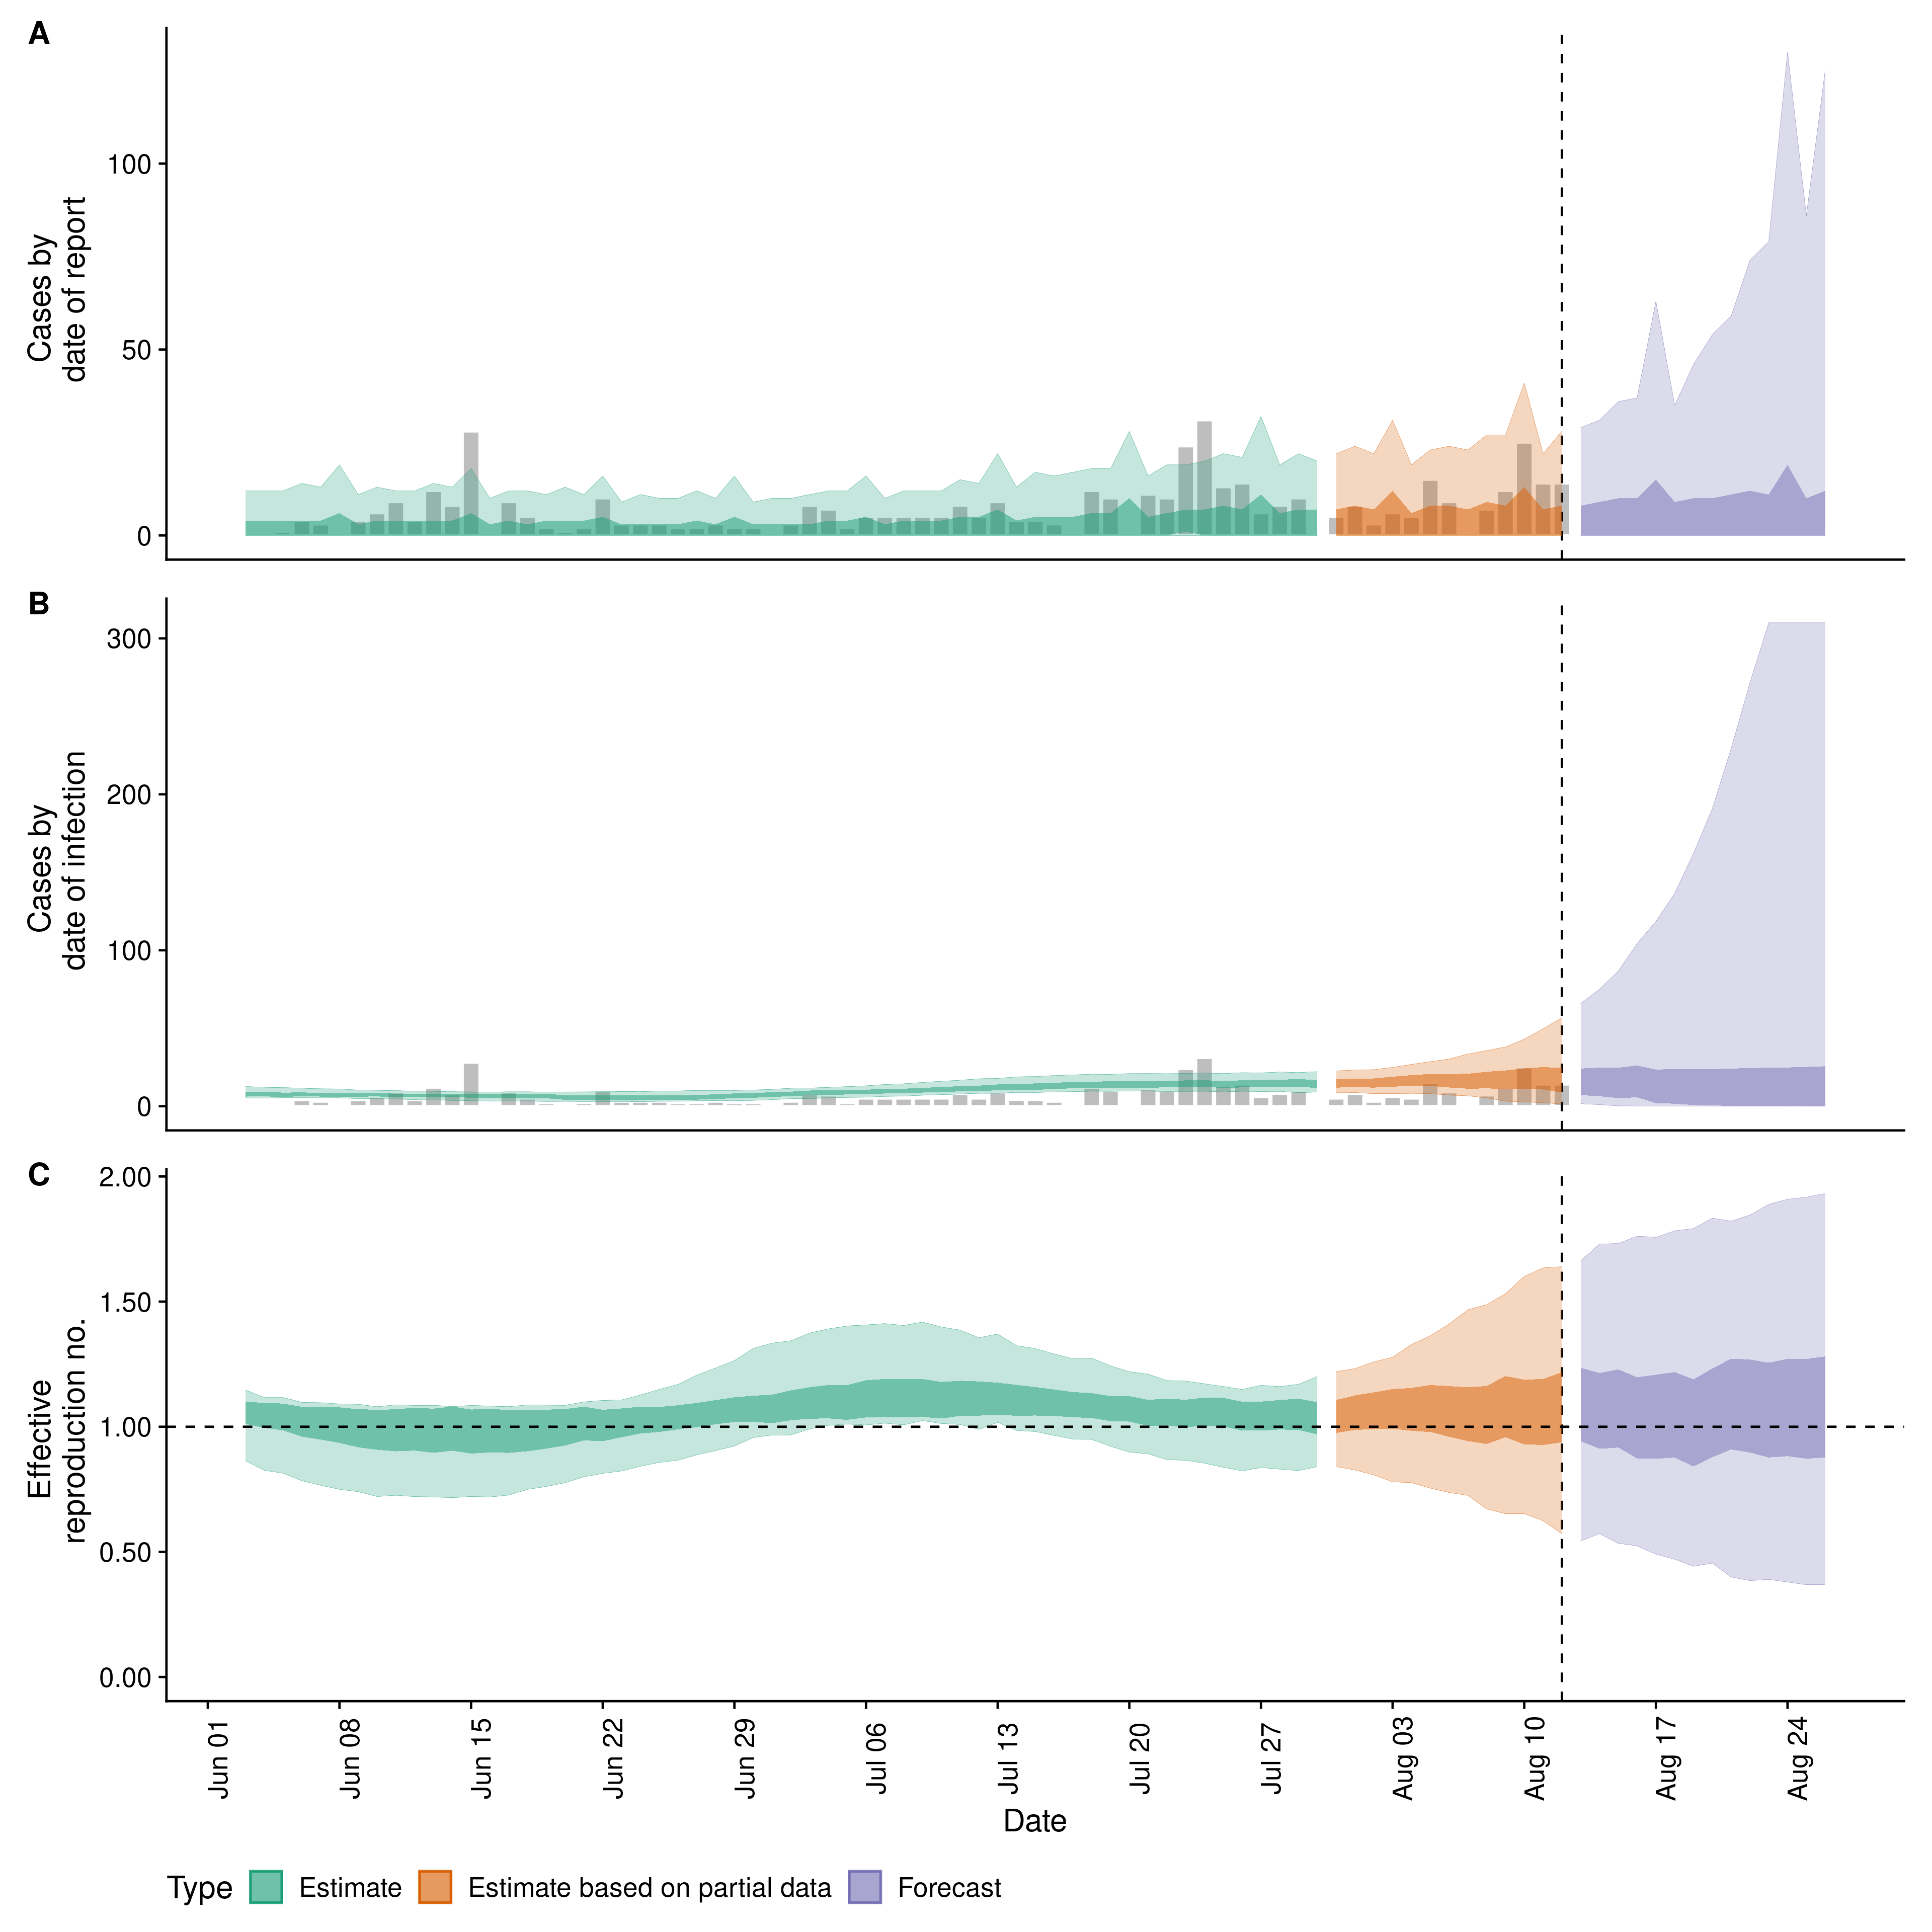 A
Cases by
date of report
100
50
0
B
Cases by
date of infection
300
200
100
0
C
Effective
reproduction no.
2.00
1.50
1.00
0.50
0.00
Jun 01
Jun 08
Jun 15
Jun 22
Jun 29
Jul 06
Jul 13
Jul 20
Jul 27
Aug 03
Aug 10
Aug 17
Aug 24
Date
Type Estimate Estimate based on partial data Forecast